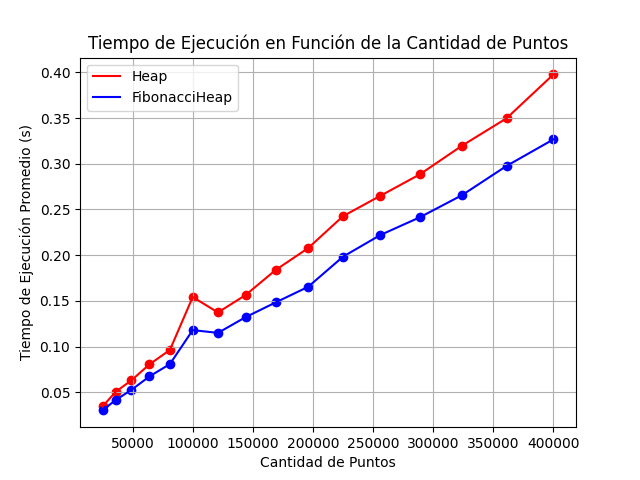 Tiempo de Ejecución en Función de la Cantidad de Puntos
Heap
FibonacciHeap
Tiempo de Ejecución Promedio (s)
0.40
0.35
0.30
0.25
0.20
0.15
0.10
0.05
50000 100000 150000 200000 250000 300000 350000 400000
Cantidad de Puntos